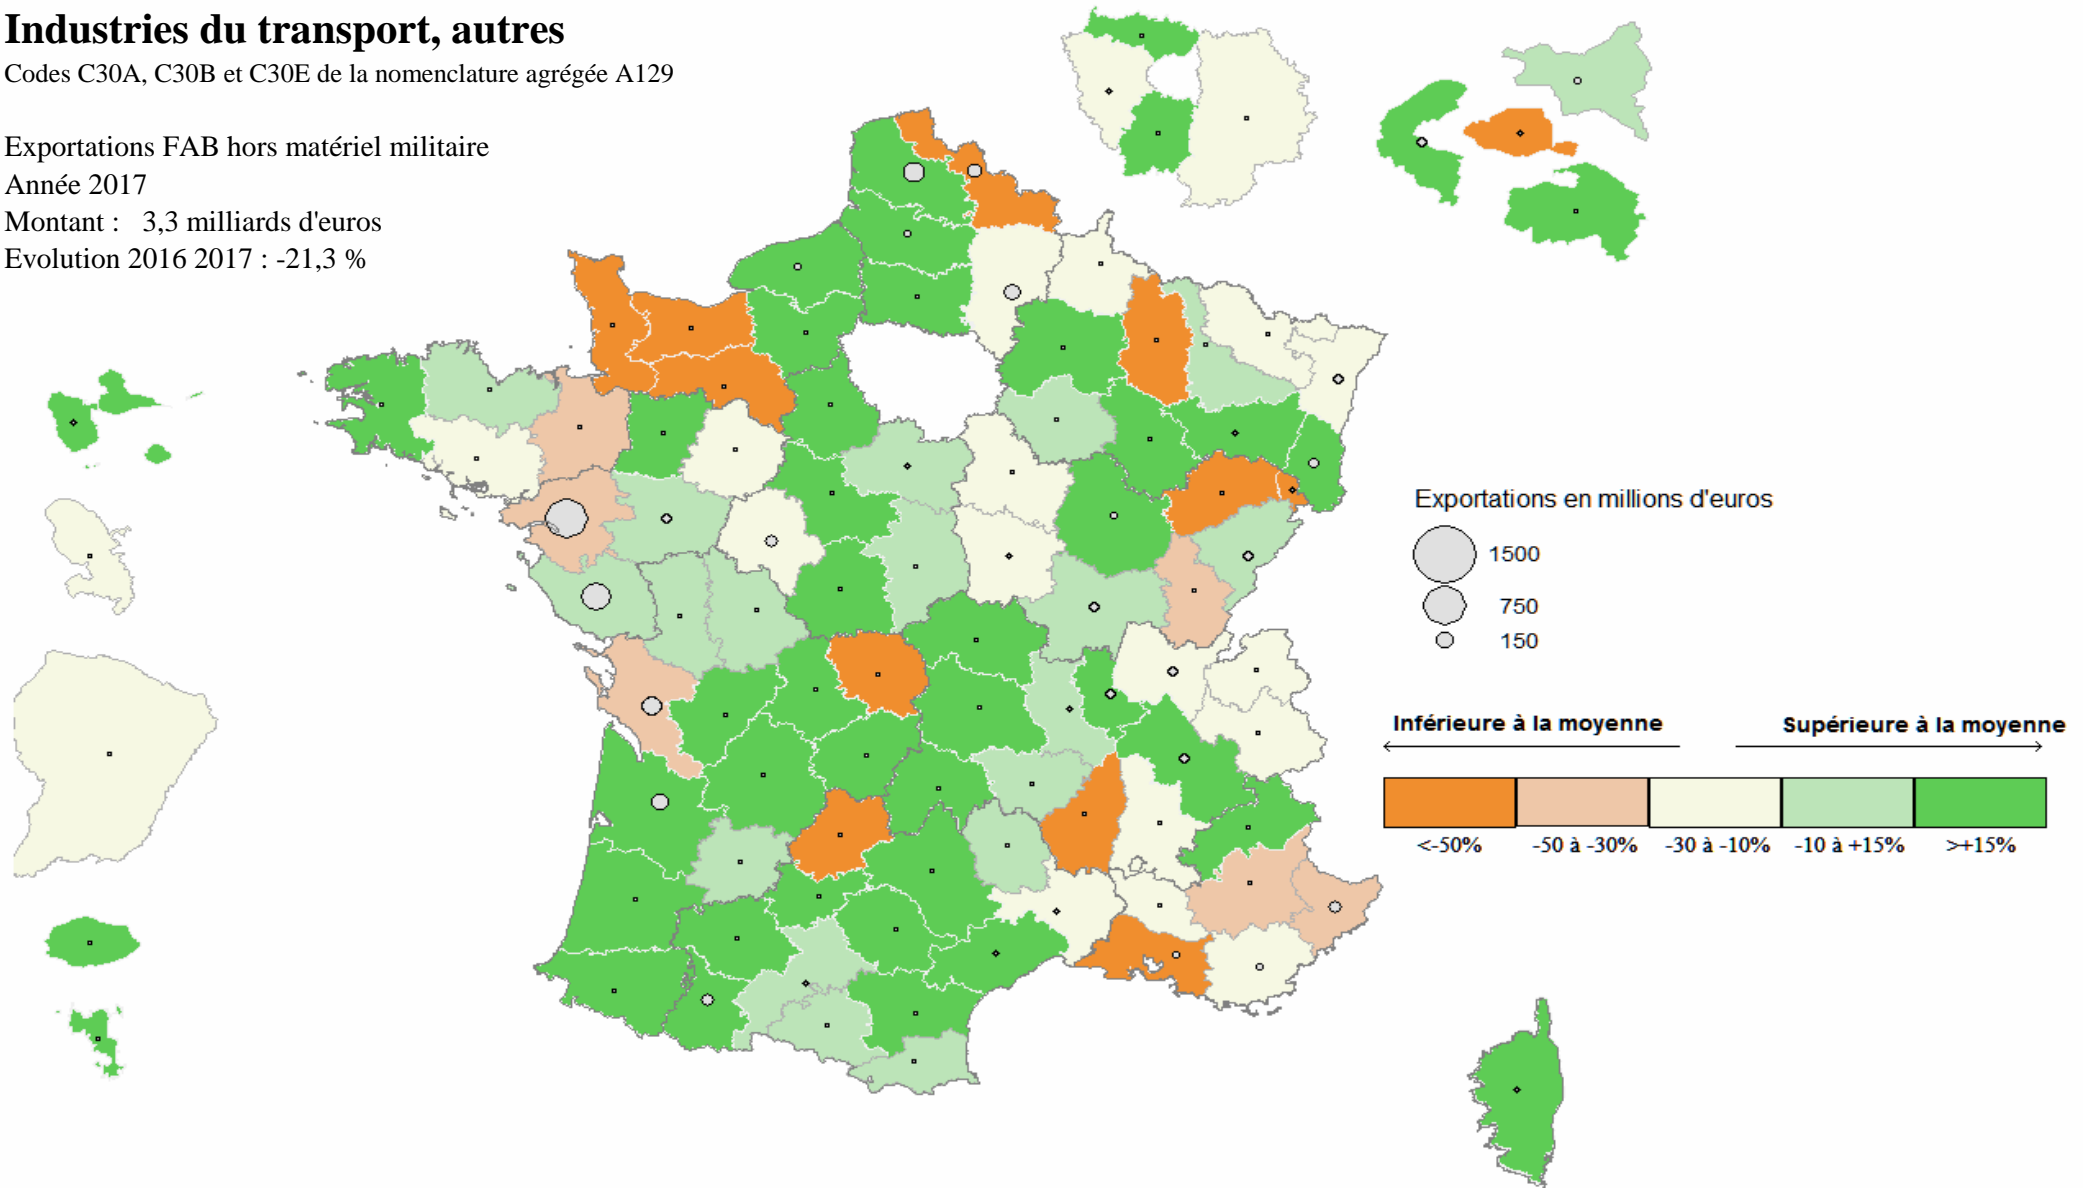 Industries du transport, autres
Codes C30A, C30B et C30E de la nomenclature agrégée A129
Exportations FAB hors matériel militaire
Année 2017
Montant :   3,3 milliards d'euros
Evolution 2016 2017 : -21,3 %
Exportations en millions d'euros
1500
750
150
Inférieure à la moyenne
Supérieure à la moyenne
<-50%
-50 à -30%
-30 à -10%
-10 à +15%
>+15%